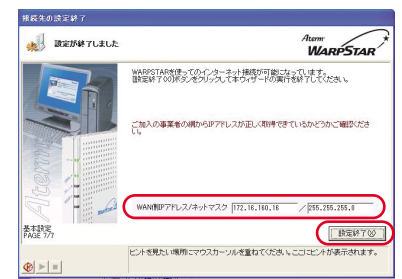 接続先の設定終了
設定が終了しました
Aterm
WARPSTAR
WARPSTARを使ってのインターネット接続が可能になっています。
[設定終了(X)]ボタンをクリックして本ウィザードの実行を終了してください。
ご加入の事業者の網からIPアドレスが正しく取得できているかどうかご確認くださ
い。
WAN側IPアドレス/ネットマスク 172.16.160.16 / 255.255.255.0
Aterm
基本設定
PAGE 7/7
設定終了(X)
ヒントを見たい場所にマウスカーソルを重ねてください。ここにヒントが表示されます。